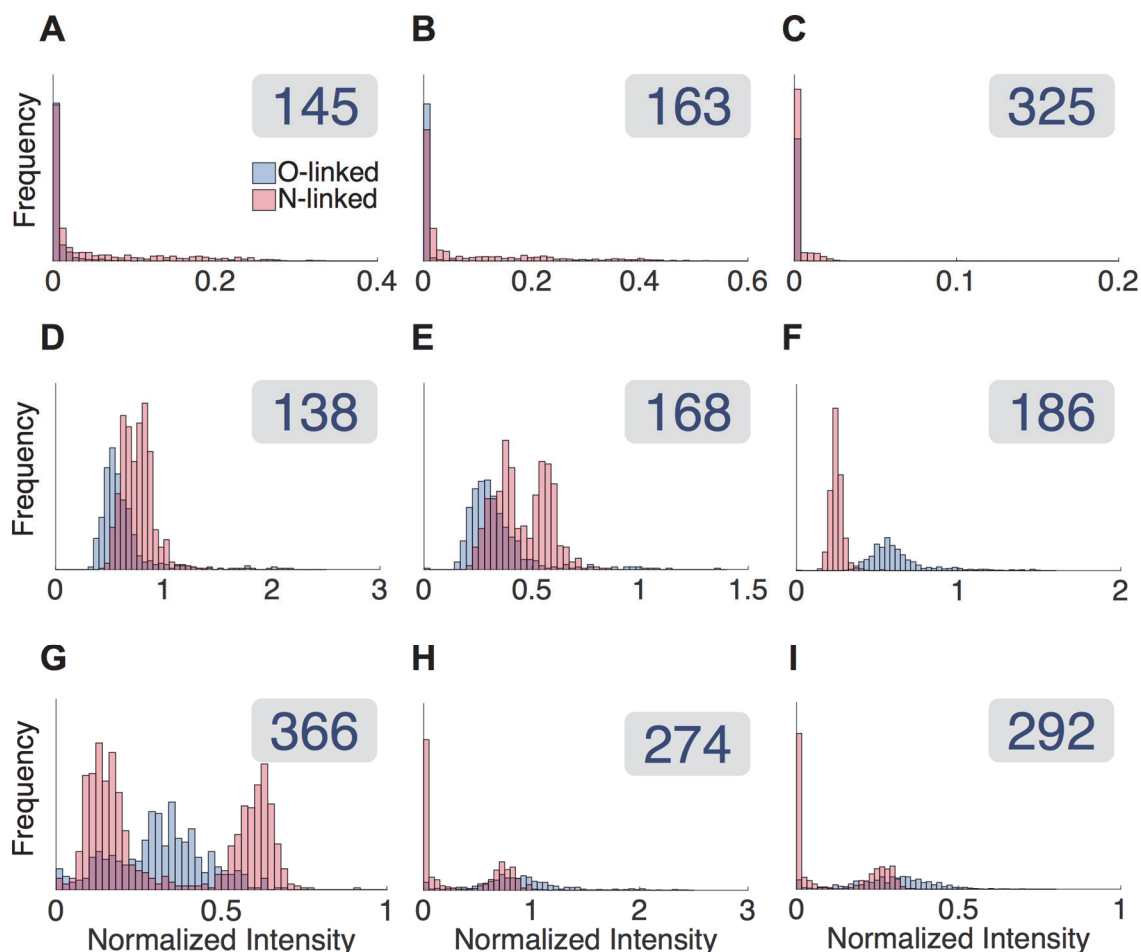 A B C
Frequency 145 163 325
O-linked
N-linked
0 0.2 0.4 0 0.2 0.4 0.6 0 0.1 0.2
D E F
Frequency 138 168 186
0 1 2 3 0 0.5 1 1.5 0 1 2
G H I
Frequency 366 274 292
0 0.5 1 0 1 2 3 0 0.5 1
Normalized Intensity Normalized Intensity Normalized Intensity